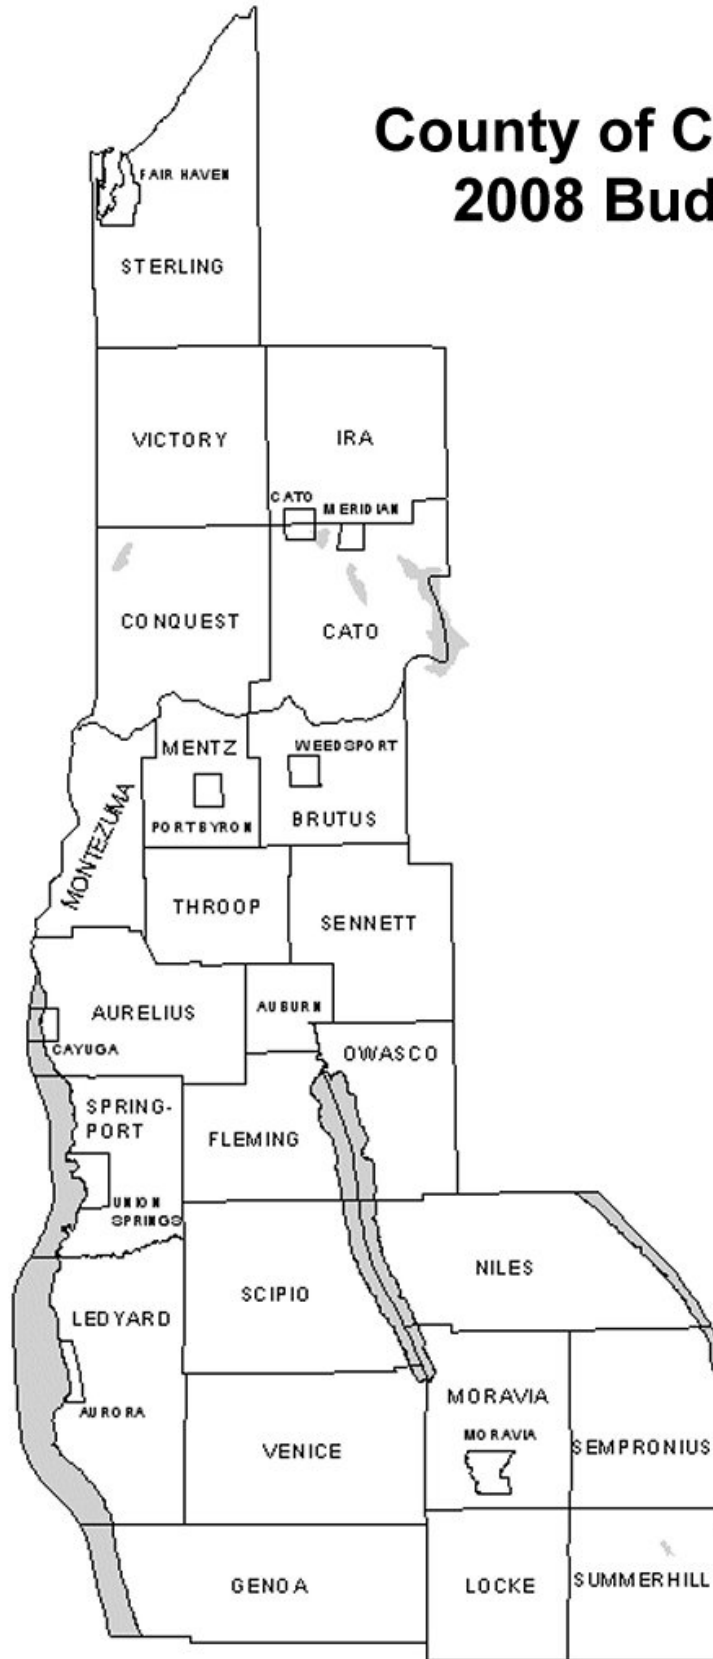 County of C
2008 Bud
FAIR HAVEN
STERLING
VICTORY
IRA
CATO
MERIDIAN
CONQUEST
CATO
MENTZ
WEEDSPORT
MONTEZUMA
PORT BYRON
BRUTUS
THROOP
SENNETT
AURELIUS
AUBURN
CAYUGA
OWASCO
SPRING-
PORT
FLEMING
UNION
SPRINGS
NILES
SCIPIO
LEDYARD
MORAVIA
AURORA
MORAVIA
VENICE
SEMPRONIUS
GENOA
LOCKE
SUMMERHILL